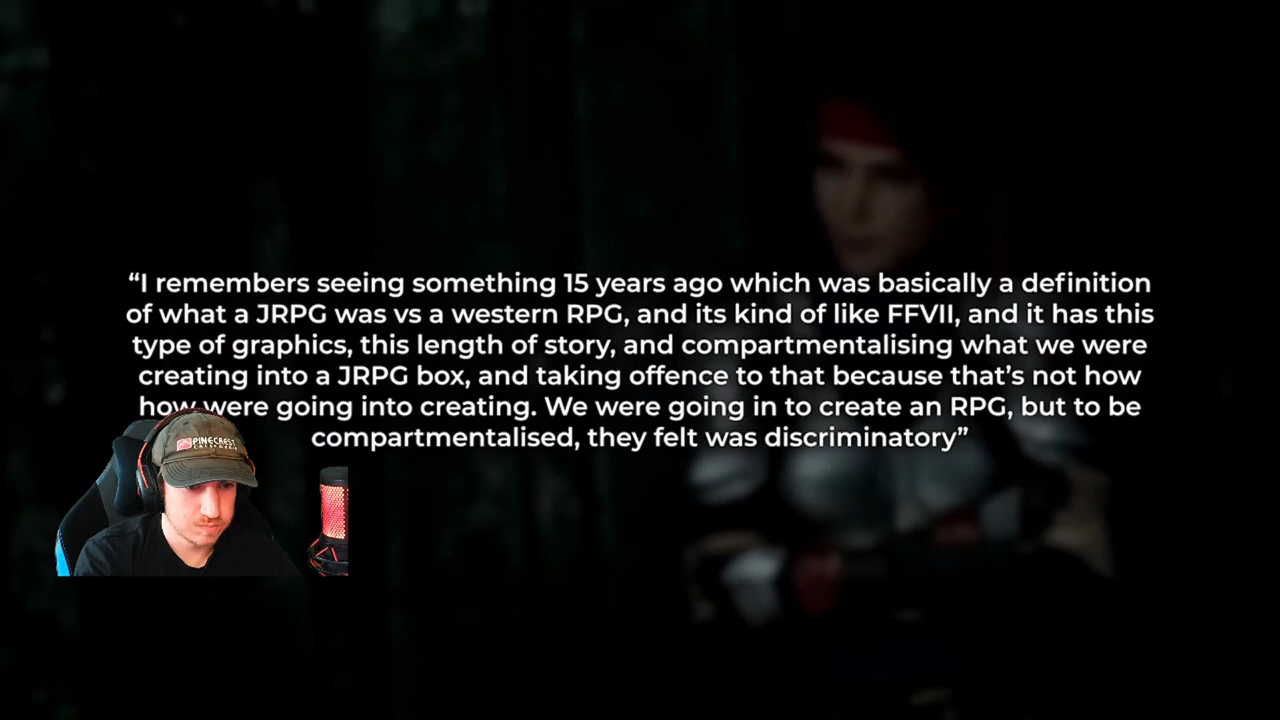 “I remembers seeing something 15 years ago which was basically a definition
of what a JRPG was vs a western RPG, and its kind of like FFVII, and it has this
type of graphics, this length of story, and compartmentalising what we were
creating into a JRPG box, and taking offence to that because that’s not how
how were going into creating. We were going in to create an RPG, but to be
compartmentalised, they felt was discriminatory”
PINECREST
CALIFORNIA